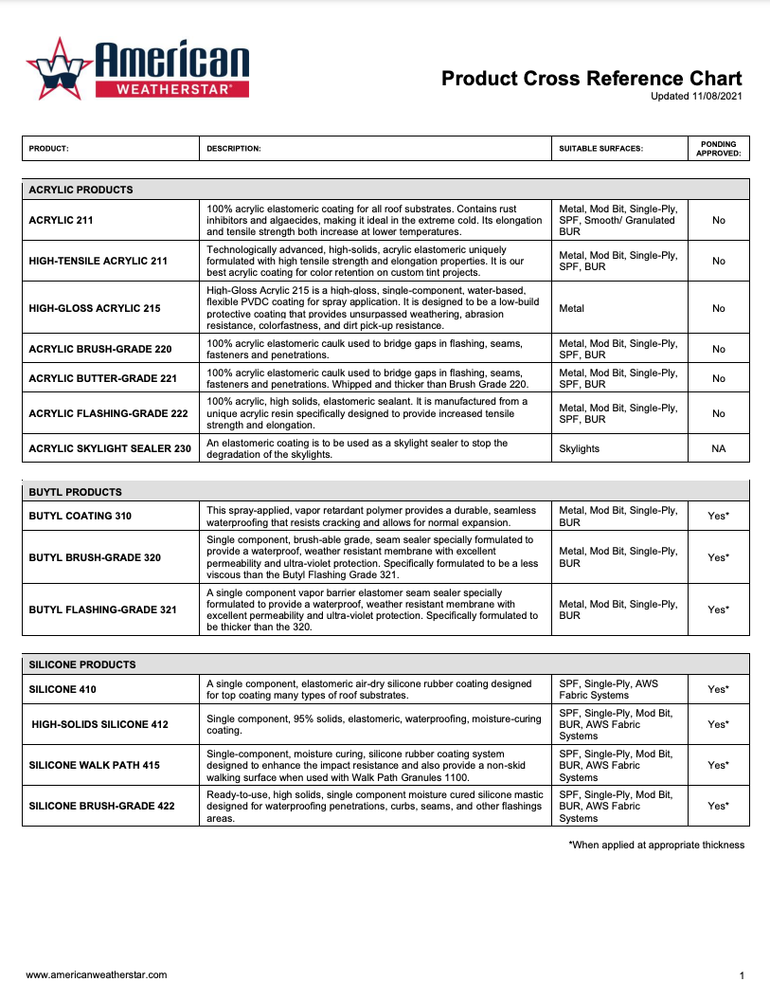 American
WEATHERSTAR®
Product Cross Reference Chart
Updated 11/08/2021
PRODUCT:
DESCRIPTION:
SUITABLE SURFACES:
PONDING
APPROVED:
ACRYLIC PRODUCTS
ACRYLIC 211
100% acrylic elastomeric coating for all roof substrates. Contains rust
inhibitors and algaecides, making it ideal in the extreme cold. Its elongation
and tensile strength both increase at lower temperatures.
Metal, Mod Bit, Single-Ply,
SPF, Smooth/ Granulated
BUR
No
HIGH-TENSILE ACRYLIC 211
Technologically advanced, high-solids, acrylic elastomeric uniquely
formulated with high tensile strength and elongation properties. It is our
best acrylic coating for color retention on custom tint projects.
Metal, Mod Bit, Single-Ply,
SPF, BUR
No
HIGH-GLOSS ACRYLIC 215
High-Gloss Acrylic 215 is a high-gloss, single-component, water-based,
flexible PVDC coating for spray application. It is designed to be a low-build
protective coating that provides unsurpassed weathering, abrasion
resistance, colorfastness, and dirt pick-up resistance.
Metal
No
ACRYLIC BRUSH-GRADE 220
100% acrylic elastomeric caulk used to bridge gaps in flashing, seams,
fasteners and penetrations.
Metal, Mod Bit, Single-Ply,
SPF, BUR
No
ACRYLIC BUTTER-GRADE 221
100% acrylic elastomeric caulk used to bridge gaps in flashing, seams,
fasteners and penetrations. Whipped and thicker than Brush Grade 220.
Metal, Mod Bit, Single-Ply,
SPF, BUR
No
ACRYLIC FLASHING-GRADE 222
100% acrylic, high solids, elastomeric sealant. It is manufactured from a
unique acrylic resin specifically designed to provide increased tensile
strength and elongation.
Metal, Mod Bit, Single-Ply,
SPF, BUR
No
ACRYLIC SKYLIGHT SEALER 230
An elastomeric coating is to be used as a skylight sealer to stop the
degradation of the skylights.
Skylights
NA
BUYTL PRODUCTS
BUTYL COATING 310
This spray-applied, vapor retardant polymer provides a durable, seamless
waterproofing that resists cracking and allows for normal expansion.
Metal, Mod Bit, Single-Ply,
BUR
Yes*
BUTYL BRUSH-GRADE 320
Single component, brush-able grade, seam sealer specially formulated to
provide a waterproof, weather resistant membrane with excellent
permeability and ultra-violet protection. Specifically formulated to be a less
viscous than the Butyl Flashing Grade 321.
Metal, Mod Bit, Single-Ply,
BUR
Yes*
BUTYL FLASHING-GRADE 321
A single component vapor barrier elastomer seam sealer specially
formulated to provide a waterproof, weather resistant membrane with
excellent permeability and ultra-violet protection. Specifically formulated to
be thicker than the 320.
Metal, Mod Bit, Single-Ply,
BUR
Yes*
SILICONE PRODUCTS
SILICONE 410
A single component, elastomeric air-dry silicone rubber coating designed
for top coating many types of roof substrates.
SPF, Single-Ply, AWS
Fabric Systems
Yes*
HIGH-SOLIDS SILICONE 412
Single component, 95% solids, elastomeric, waterproofing, moisture-curing
coating.
SPF, Single-Ply, Mod Bit,
BUR, AWS Fabric
Systems
Yes*
SILICONE WALK PATH 415
Single-component, moisture curing, silicone rubber coating system
designed to enhance the impact resistance and also provide a non-skid
walking surface when used with Walk Path Granules 1100.
SPF, Single-Ply, Mod Bit,
BUR, AWS Fabric
Systems
Yes*
SILICONE BRUSH-GRADE 422
Ready-to-use, high solids, single component moisture cured silicone mastic
designed for waterproofing penetrations, curbs, seams, and other flashings
areas.
SPF, Single-Ply, Mod Bit,
BUR, AWS Fabric
Systems
Yes*
*When applied at appropriate thickness
www.americanweatherstar.com
1